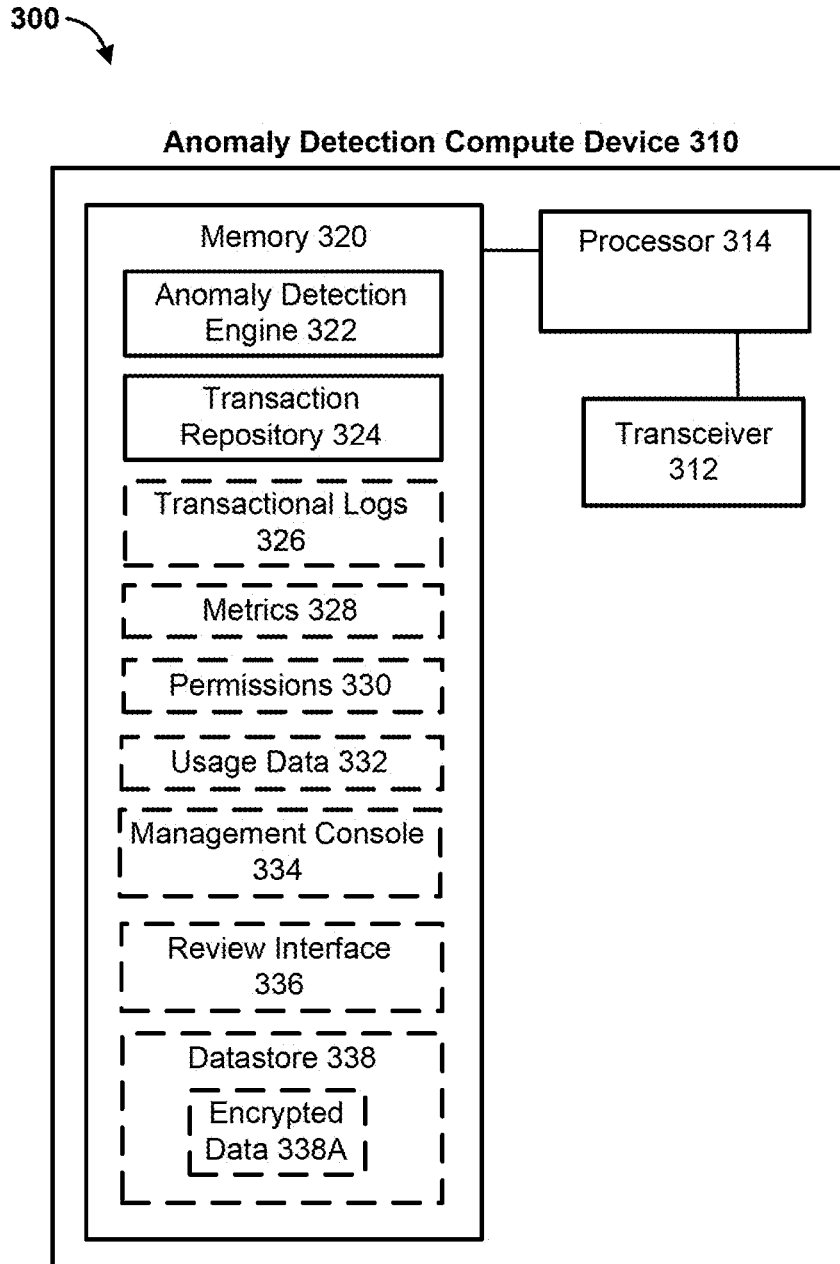 300
Anomaly Detection Compute Device 310
Memory 320
Anomaly Detection
Engine 322
Transaction
Repository 324
Transactional Logs
326
Metrics 328
Permissions 330
Usage Data 332
Management Console
334
Review Interface
336
Datastore 338
Encrypted
Data 338A
Processor 314
Transceiver
312